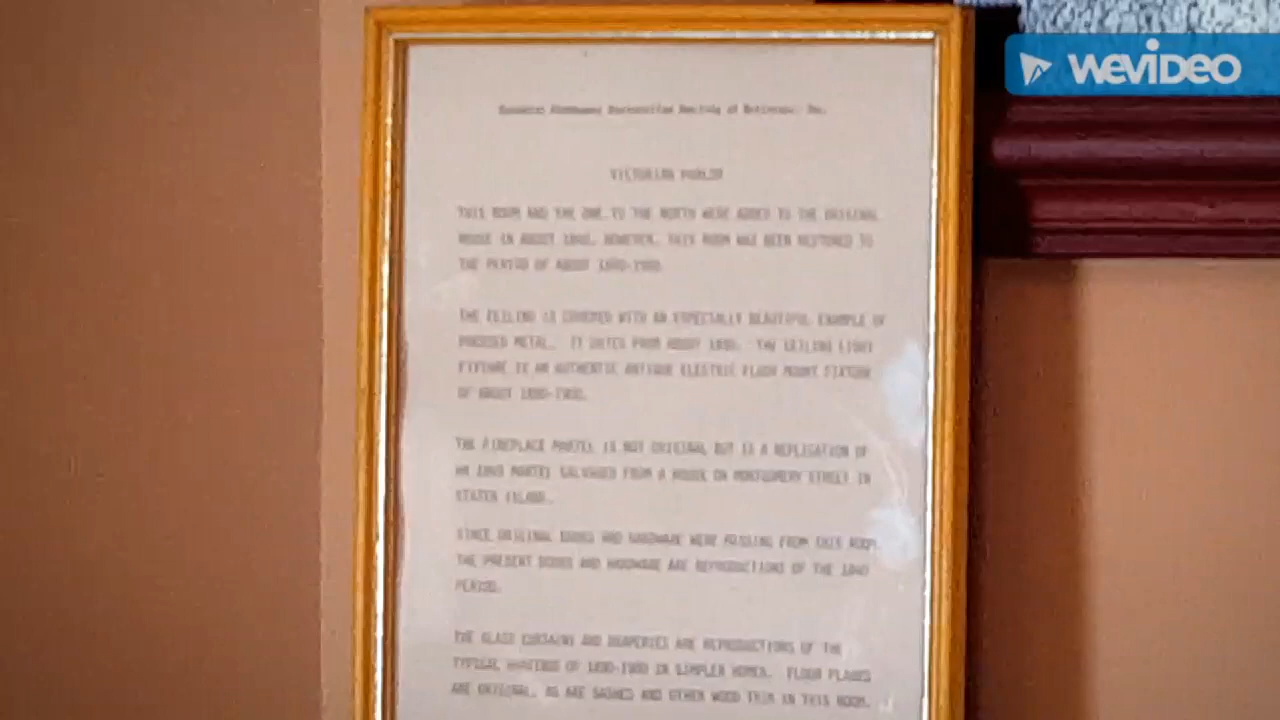 WEVIDEO
VICTORIAN PARLOR
THIS ROOM AND THE ONE TO THE NORTH WERE ADDED TO THE ORIGINAL
HOUSE IN ABOUT HOWEVER, THIS ROOM HAS BEEN RESTORED TO
THE PERIOD OF ABOUT
THE CEILING IS COVERED WITH AN ESPECIALLY BEAUTIFUL EXAMPLE OF
PRESSED METAL. IT DATES FROM ABOUT THE CEILING LIGHT
FIXTURE IS AN AUTHENTIC ANTIQUE ELECTRIC FLUSH MOUNT FIXTURE
OF ABOUT
THE FIREPLACE MANTEL IS NOT ORIGINAL BUT IS A REPLICATION OF
AN MANTEL SALVAGED FROM A HOUSE ON MONTGOMERY STREET IN
STATEN ISLAND.
SINCE ORIGINAL DOORS AND HARDWARE WERE MISSING FROM THIS ROOM
THE PRESENT DOORS AND HARDWARE ARE REPRODUCTIONS OF THE
PERIOD.
THE GLASS CURTAINS AND DRAPERIES ARE REPRODUCTIONS OF THE
TYPICAL OF 1890-1900 IN SIMPLER HOMES. FLOOR PLANKS
ARE ORIGINAL, AS ARE SASHES AND OTHER WOOD TRIM IN THIS ROOM.